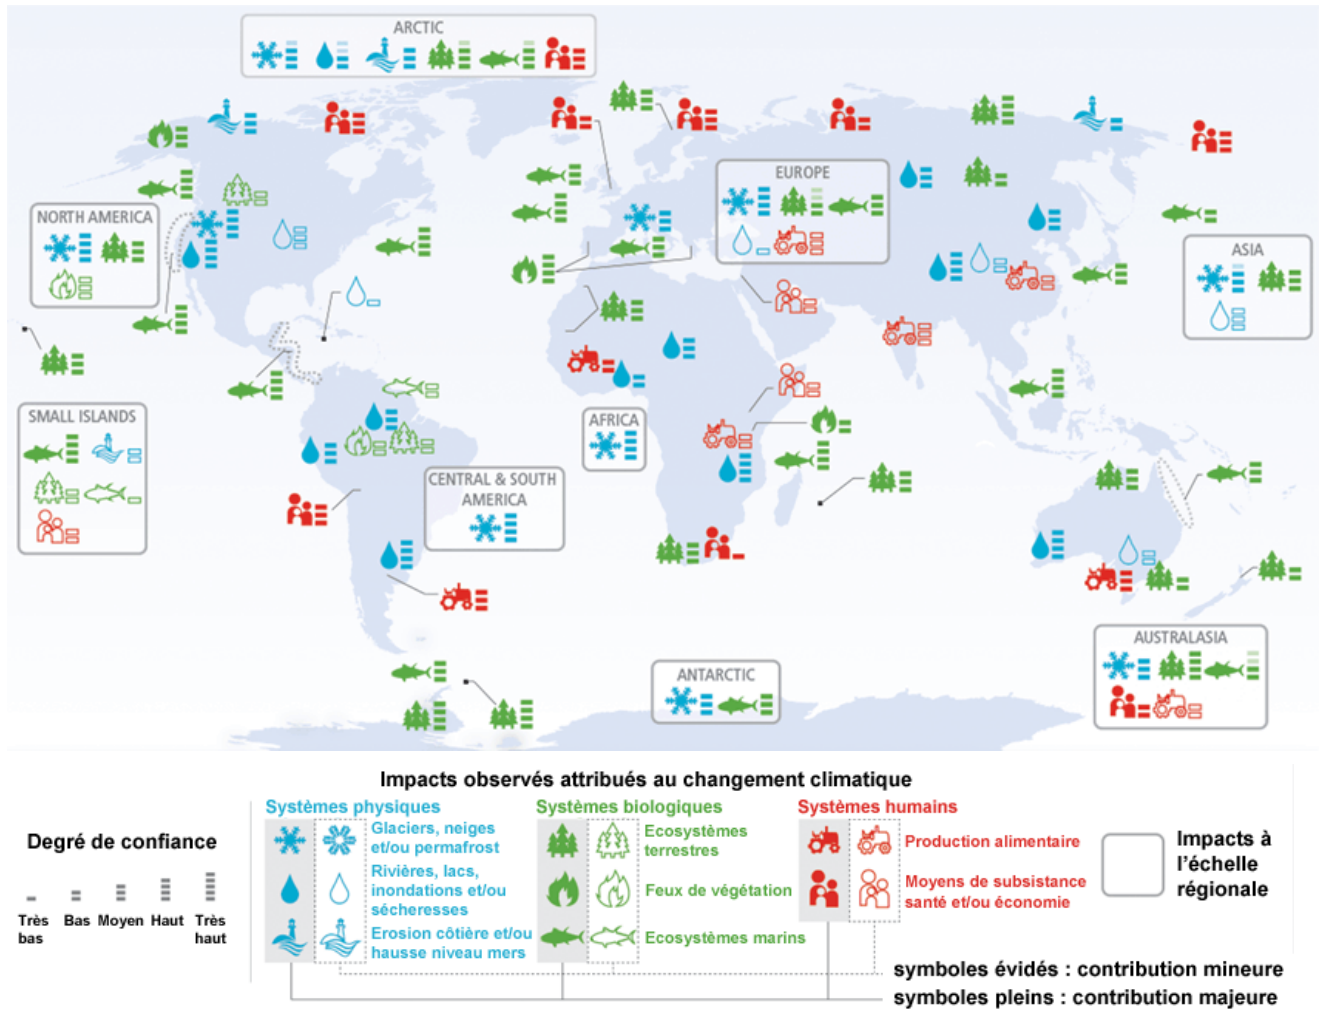 ARCTIC
EUROPE
NORTH AMERICA
ASIA
SMALL ISLANDS
AFRICA
CENTRAL & SOUTH
AMERICA
AUSTRALASIA
ANTARCTIC
Impacts observés attribués au changement climatique
Systèmes physiques
Systèmes biologiques
Systèmes humains
Degré de confiance
Très
bas
Bas
Moyen
Haut
Très
haut
Glaciers, neiges
et/ou permafrost
Rivières, lacs,
inondations et/ou
sécheresses
Erosion côtière et/ou
hausse niveau mers
Ecosystèmes
terrestres
Feux de végétation
Ecosystèmes marins
Production alimentaire
Moyens de subsistance
santé et/ou économie
Impacts à
l'échelle
régionale
symboles évidés : contribution mineure
symboles pleins : contribution majeure